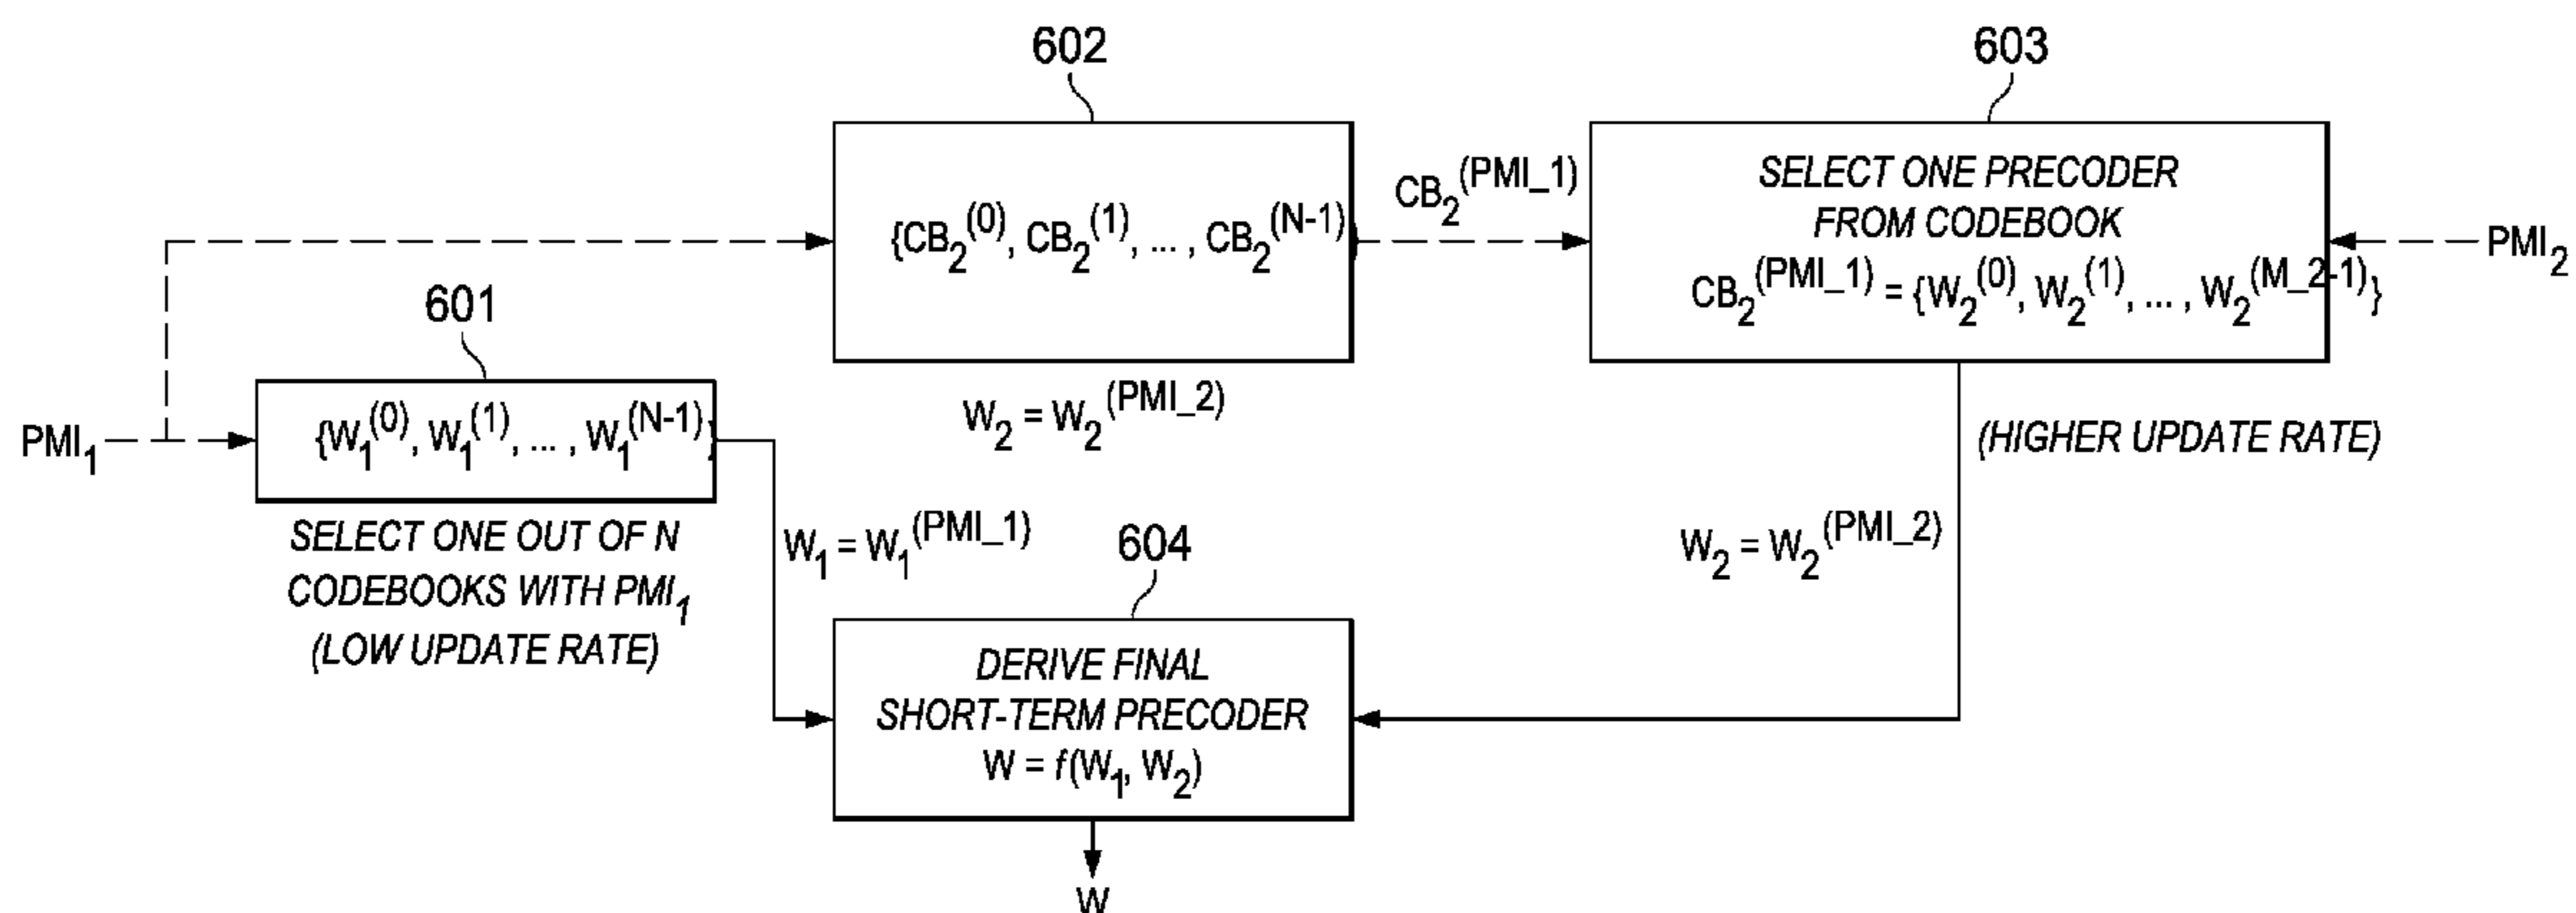 602
603
{CB₂⁽⁰⁾, CB₂⁽¹⁾, ... , CB₂⁽ᴺ⁻¹⁾}
CB₂^(PMI_1)
SELECT ONE PRECODER
FROM CODEBOOK
CB₂^(PMI_1) = {W₂^(0), W₂^(1), ... , W₂^(M_2-1)}
PMI₂
601
PMI₁
{W₁⁽⁰⁾, W₁⁽¹⁾, ... , W₁⁽ᴺ⁻¹⁾}
W₂ = W₂^(PMI_2)
(HIGHER UPDATE RATE)
SELECT ONE OUT OF N
CODEBOOKS WITH PMI₁
(LOW UPDATE RATE)
W₁ = W₁^(PMI_1)
604
W₂ = W₂^(PMI_2)
DERIVE FINAL
SHORT-TERM PRECODER
W = f(W₁, W₂)
W